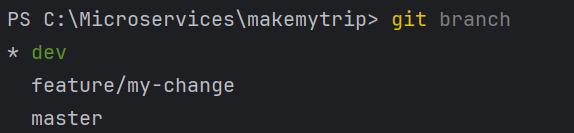 PS C:\Microservices\makemytrip> git branch
* dev
  feature/my-change
  master